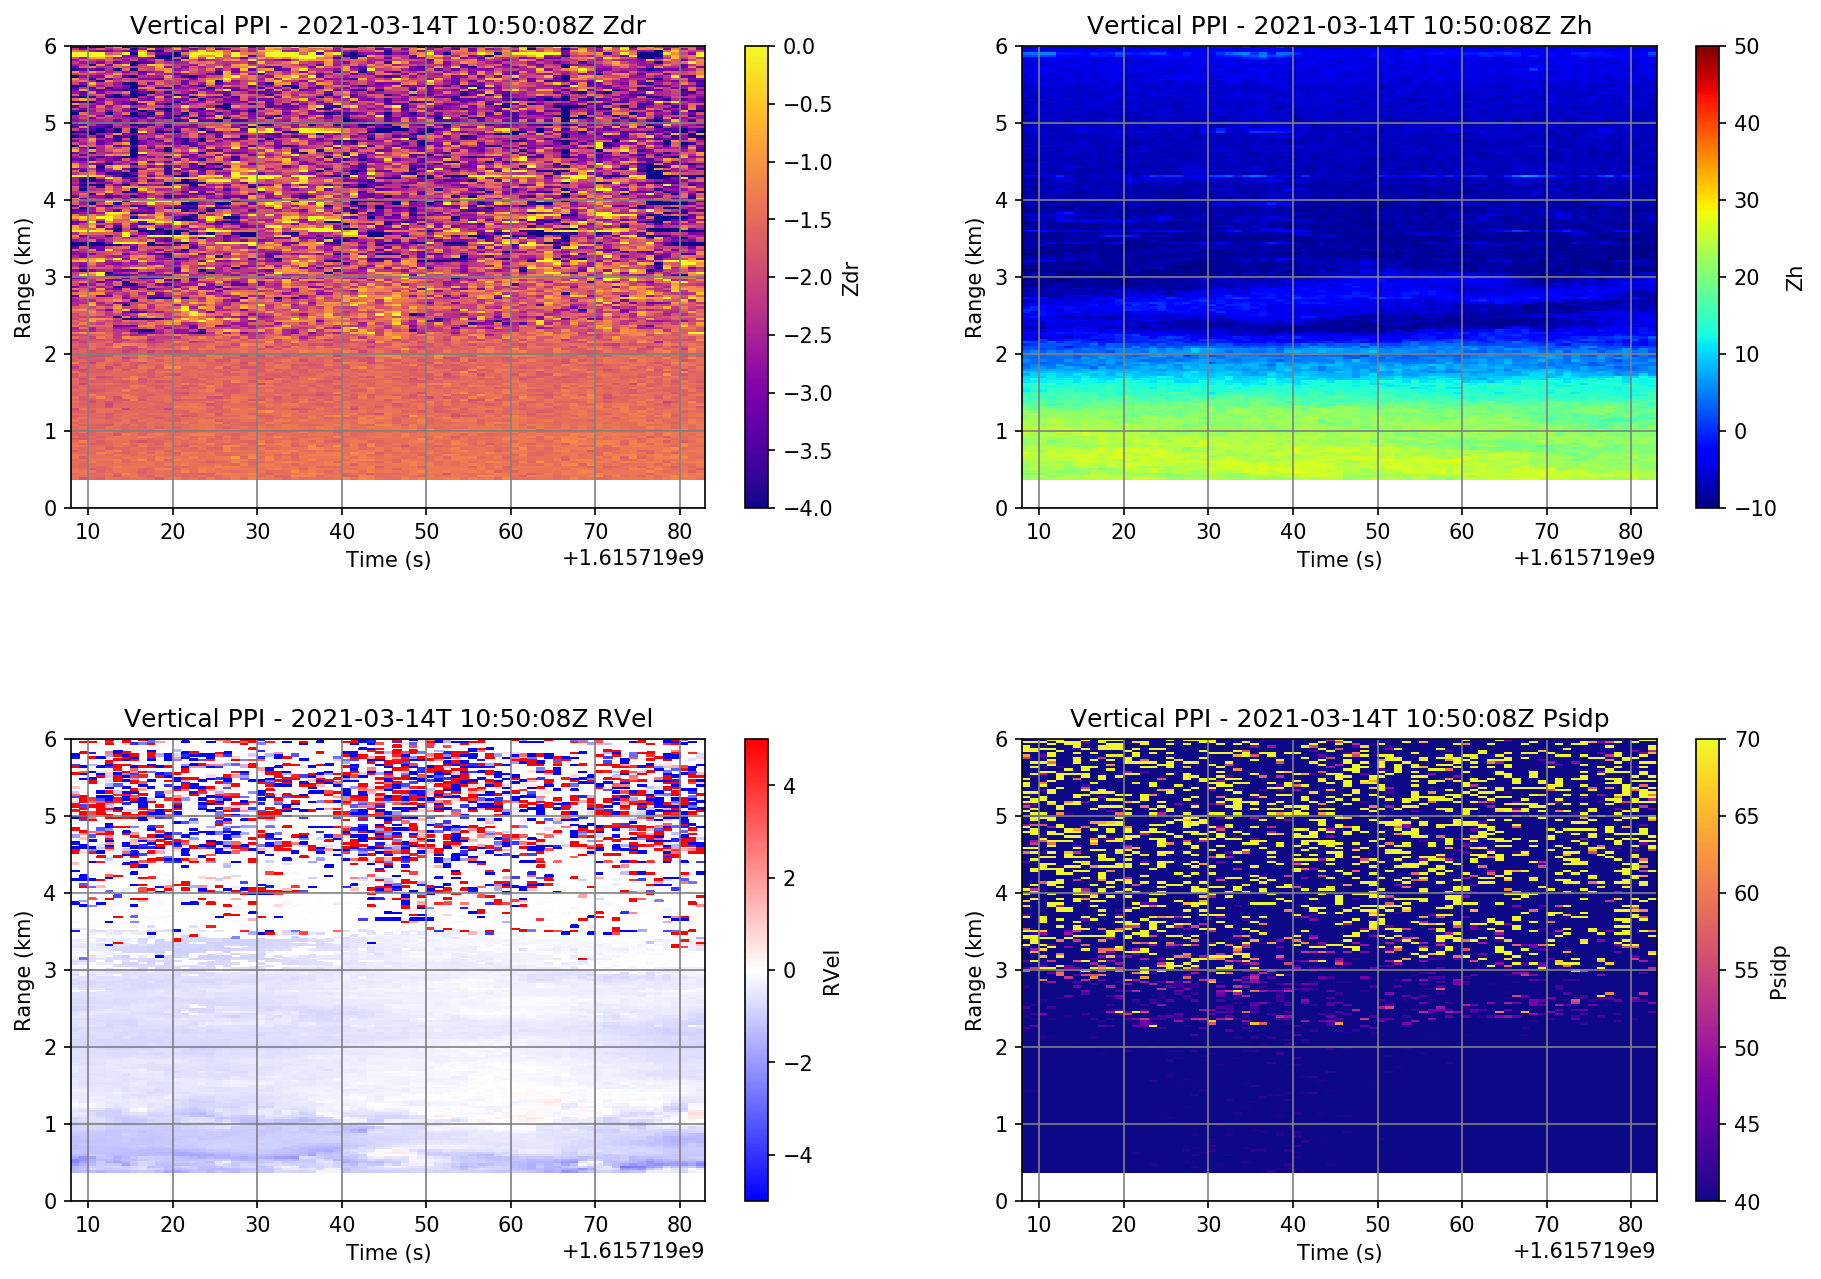 Vertical PPI - 2021-03-14T 10:50:08Z Zdr
6
5
4
3
2
1
0
Range (km)
10 20 30 40 50 60 70 80
Time (s)
+1.615719e9
0.0
−0.5
−1.0
−1.5
−2.0
−2.5
−3.0
−3.5
−4.0
Zdr
Vertical PPI - 2021-03-14T 10:50:08Z Zh
6
5
4
3
2
1
0
Range (km)
10 20 30 40 50 60 70 80
Time (s)
+1.615719e9
50
40
30
20
10
0
−10
Zh
Vertical PPI - 2021-03-14T 10:50:08Z RVel
6
5
4
3
2
1
0
Range (km)
10 20 30 40 50 60 70 80
Time (s)
+1.615719e9
4
2
0
−2
−4
RVel
Vertical PPI - 2021-03-14T 10:50:08Z Psidp
6
5
4
3
2
1
0
Range (km)
10 20 30 40 50 60 70 80
Time (s)
+1.615719e9
70
65
60
55
50
45
40
Psidp